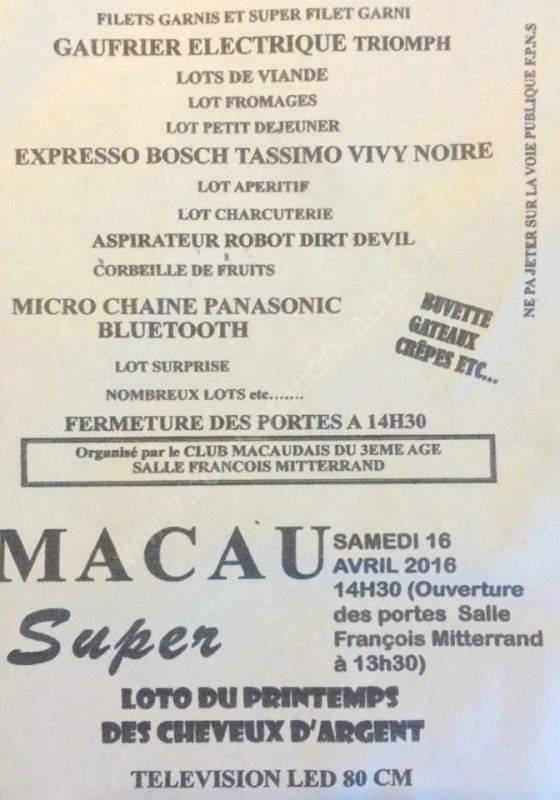 FILETS GARNIS ET SUPER FILET GARNI
GAUFRIER ELECTRIQUE TRIOMPH
LOTS DE VIANDE
LOT FROMAGES
LOT PETIT DEJEUNER
EXPRESSO BOSCH TASSIMO VIVY NOIRE
LOT APERITIF
LOT CHARCUTERIE
ASPIRATEUR ROBOT DIRT DEVIL
CORBEILLE DE FRUITS
MICRO CHAINE PANASONIC
BLUETOOTH
LOT SURPRISE
NOMBREUX LOTS etc.......
BUVETTE
GATEAUX
CRÊPES ETC...
NE PA JETER SUR LA VOIE PUBLIQUE F.P.N.S
FERMETURE DES PORTES A 14H30
Organisé par le CLUB MACAUDAIS DU 3EME AGE
SALLE FRANCOIS MITTERRAND
MACAU
SAMEDI 16
AVRIL 2016
14H30 (Ouverture
des portes Salle
François Mitterrand
à 13h30)
Super
LOTO DU PRINTEMPS
DES CHEVEUX D'ARGENT
TELEVISION LED 80 CM